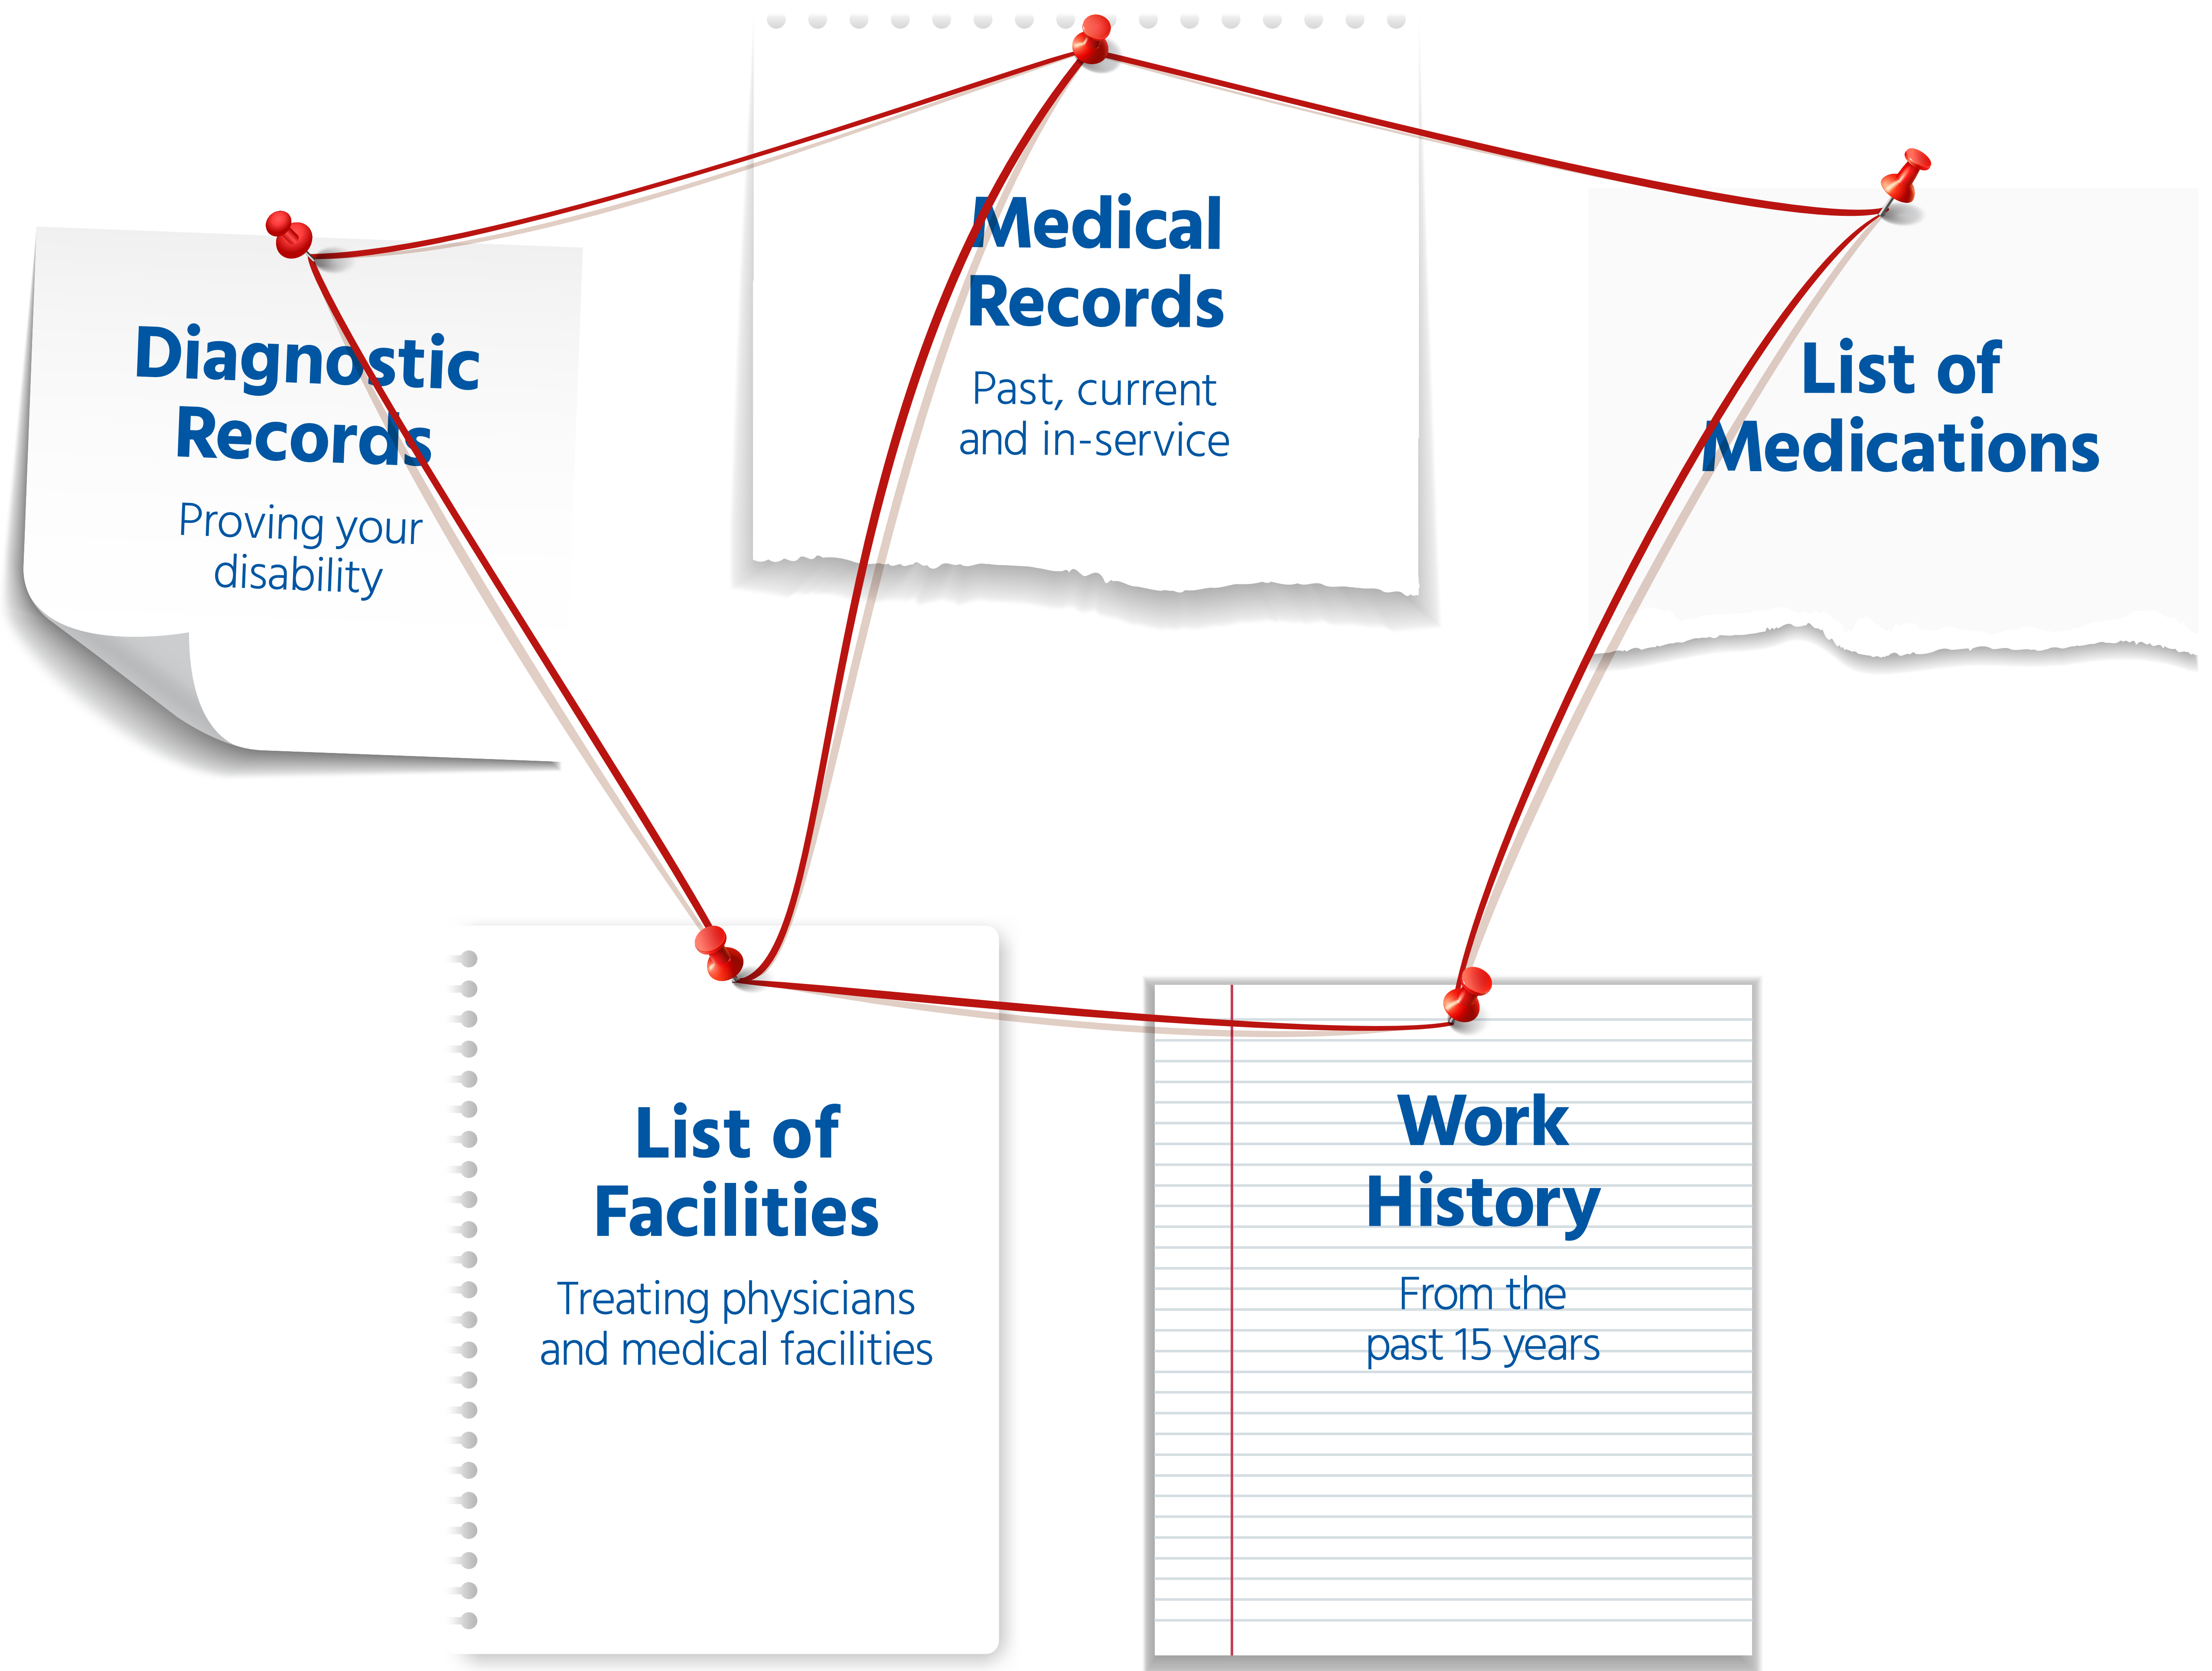 Diagnostic
Records
Proving your
disability
Medical
Records
Past, current
and in-service
List of
Medications
List of
Facilities
Treating physicians
and medical facilities
Work
History
From the
past 15 years